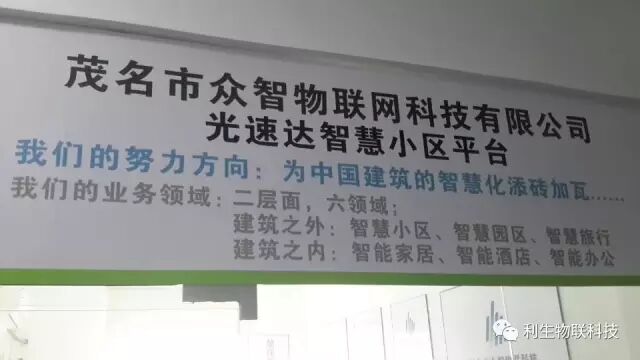 茂名市众智物联网科技有限公司
光速达智慧小区平台
我们的努力方向：为中国建筑的智慧化添砖加瓦......
我们的业务领域：二层面，六领域；
建筑之外：智慧小区、智慧园区、智慧旅行
建筑之内：智能家居、智能酒店、智能办公
利生物联科技